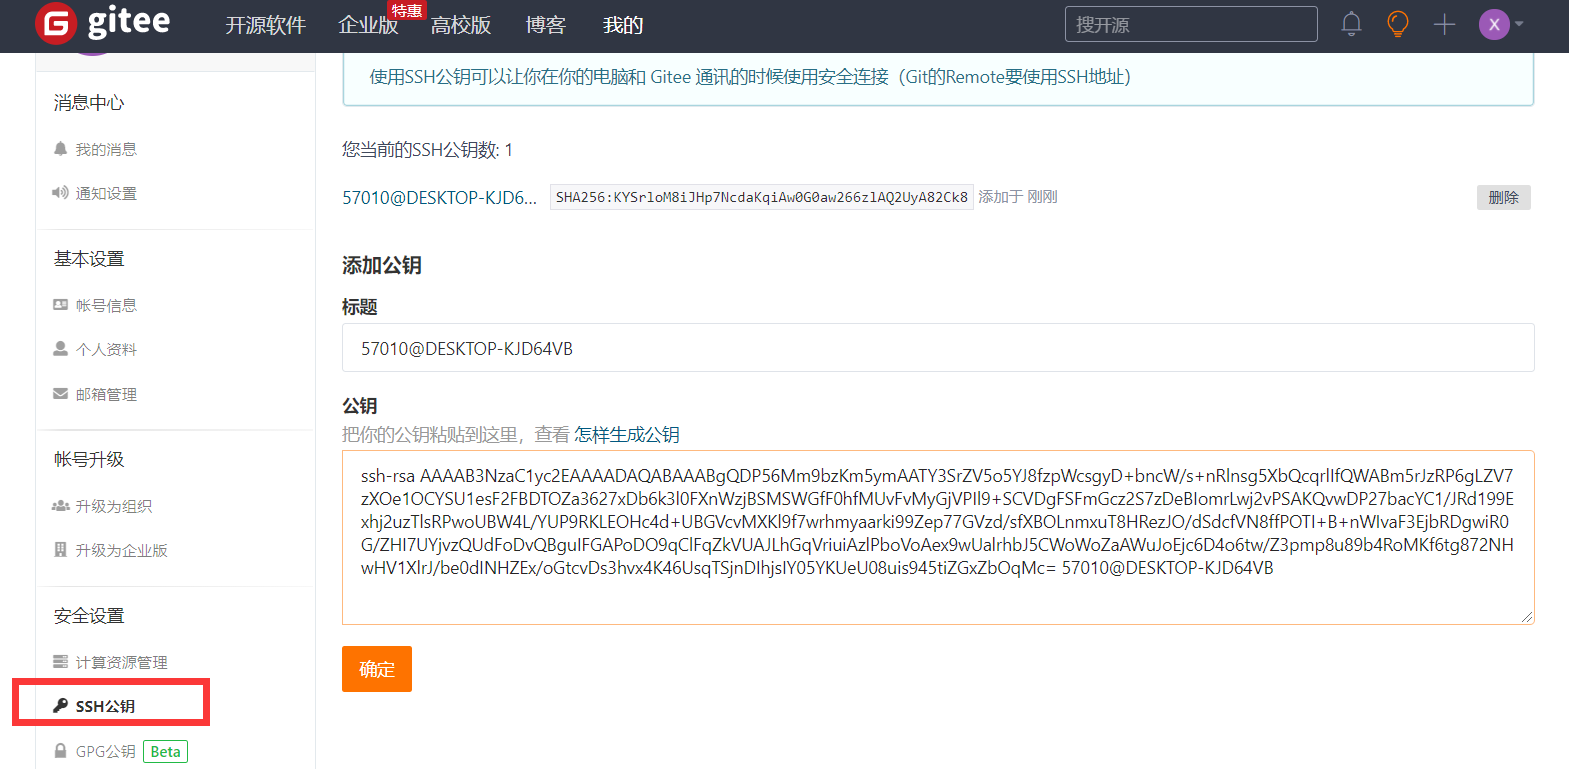 gitee
开源软件
企业版
特惠
高校版
博客
我的
搜开源
X
消息中心
我的消息
通知设置
基本设置
帐号信息
个人资料
邮箱管理
帐号升级
升级为组织
升级为企业版
安全设置
计算资源管理
SSH公钥
GPG公钥 Beta
使用SSH公钥可以让你在你的电脑和 Gitee 通讯的时候使用安全连接（Git的Remote要使用SSH地址）
您当前的SSH公钥数: 1
57010@DESKTOP-KJD6... SHA256:KYSrloM8iJHp7NcdaKqiAw0G0aw266zlAQ2UyA82Ck8 添加于 刚刚 删除
添加公钥
标题
57010@DESKTOP-KJD64VB
公钥
把你的公钥粘贴到这里，查看 怎样生成公钥
ssh-rsa AAAAB3NzaC1yc2EAAAADAQABAAABgQDP56Mm9bzKm5ymAATY3SrZV5o5YJ8fzpWcsgyD+bncW/s+nRlnsg5XbQcqrlIfQWABm5rJzRP6gLZV7
zXOe1OCYSU1esF2FBDTOZa3627xDb6k3l0FXnWzjBSMSWGfF0hfMUvFvMyGjVPIl9+SCVDgFSFmGcz2S7zDeBIomrLwj2vPSAKQvwDP27bacYC1/JRd199E
xhj2uzTlsRPwoUBW4L/YUP9RKLEOHc4d+UBGVcvMXKl9f7wrhmyaarki99Zep77GVzd/sfXBOLnmxuT8HRezJO/dSdcfVN8ffPOTI+B+nWIvaF3EjbRDgwiR0
G/ZHI7UYjvzQUdFoDvQBguIFGAPoDO9qClFqZkVUAJLhGqVriuiAzlPboVoAex9wUalrhbJ5CWoWoZaAWuJoEjc6D4o6tw/Z3pmp8u89b4RoMKf6tg872NH
wHV1XlrJ/be0dINHZEx/oGtcvDs3hvx4K46UsqTSjnDIhjsIY05YKUeU08uis945tiZGxZbOqMc= 57010@DESKTOP-KJD64VB
确定